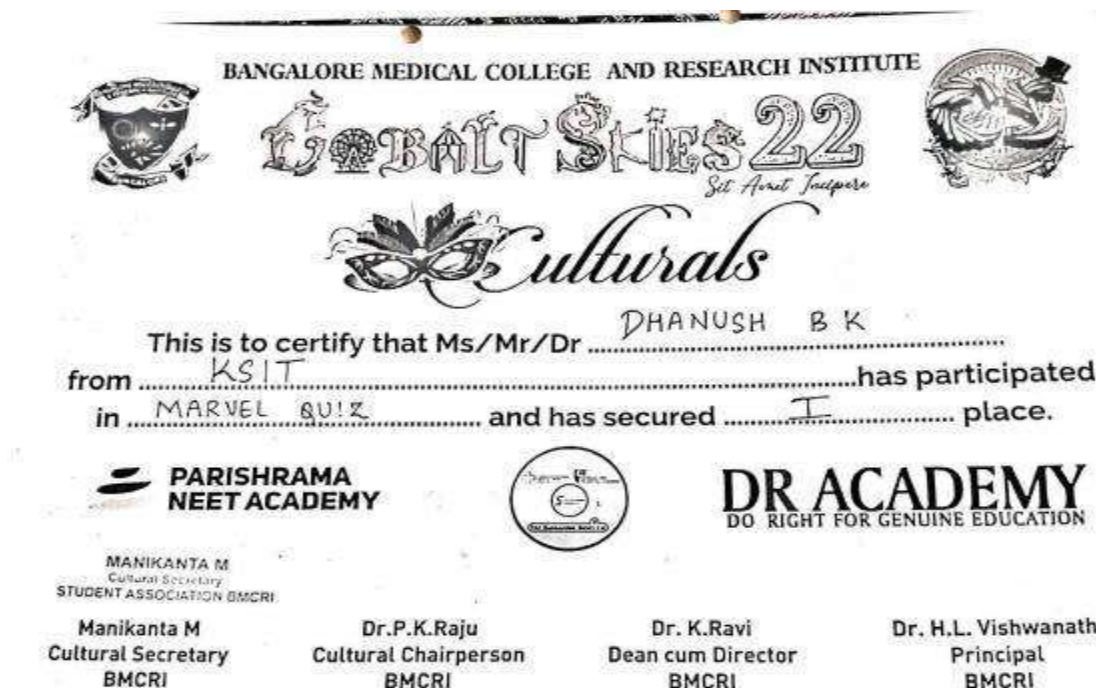 BANGALORE MEDICAL COLLEGE AND RESEARCH INSTITUTE
COBALT SKIES 22
Sit Amet Incipere
Culturals
This is to certify that Ms/Mr/Dr DHANUSH B K
from KSIT has participated
in MARVEL QUIZ and has secured I place.
PARISHRAMA
NEET ACADEMY
DR ACADEMY
DO RIGHT FOR GENUINE EDUCATION
MANIKANTA M
Cultural Secretary
STUDENT ASSOCIATION BMCRI
Manikanta M Dr.P.K.Raju Dr. K.Ravi Dr. H.L. Vishwanath
Cultural Secretary Cultural Chairperson Dean cum Director Principal
BMCRI BMCRI BMCRI BMCRI